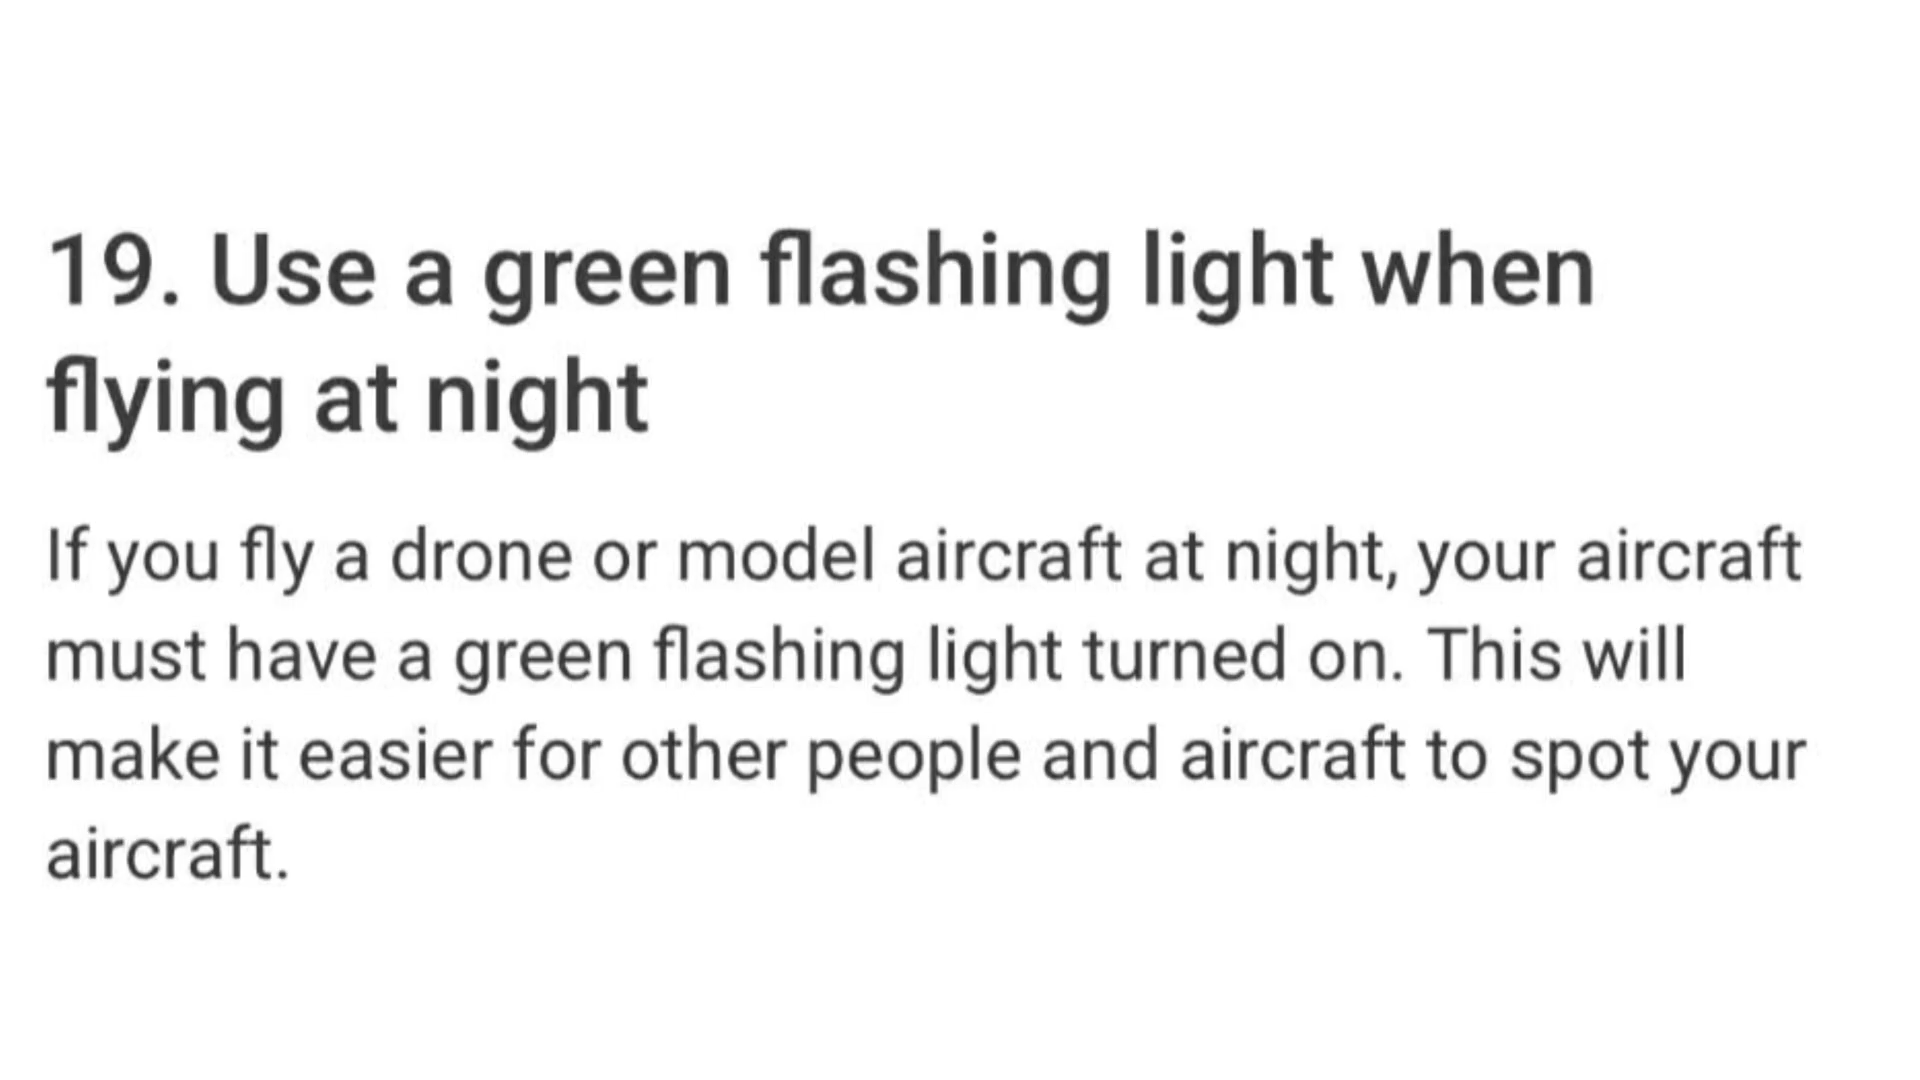 19. Use a green flashing light when
flying at night
If you fly a drone or model aircraft at night, your aircraft
must have a green flashing light turned on. This will
make it easier for other people and aircraft to spot your
aircraft.